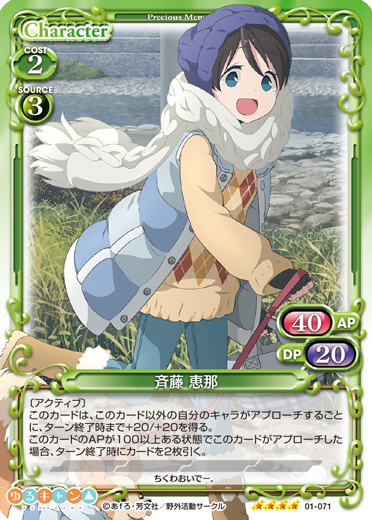 Precious Mem
Character
COST
2
SOURCE
3
40 AP
DP 20
斉藤 恵那
[アクティブ]
このカードは、このカード以外の自分のキャラがアプローチするごと
に、ターン終了時まで+20/+20を得る。
このカードのAPが100以上ある状態でこのカードがアプローチした
場合、ターン終了時にカードを2枚引く。
ちくわおいでー。
ゆるキャン△
©あfろ・芳文社/野外活動サークル
01-071